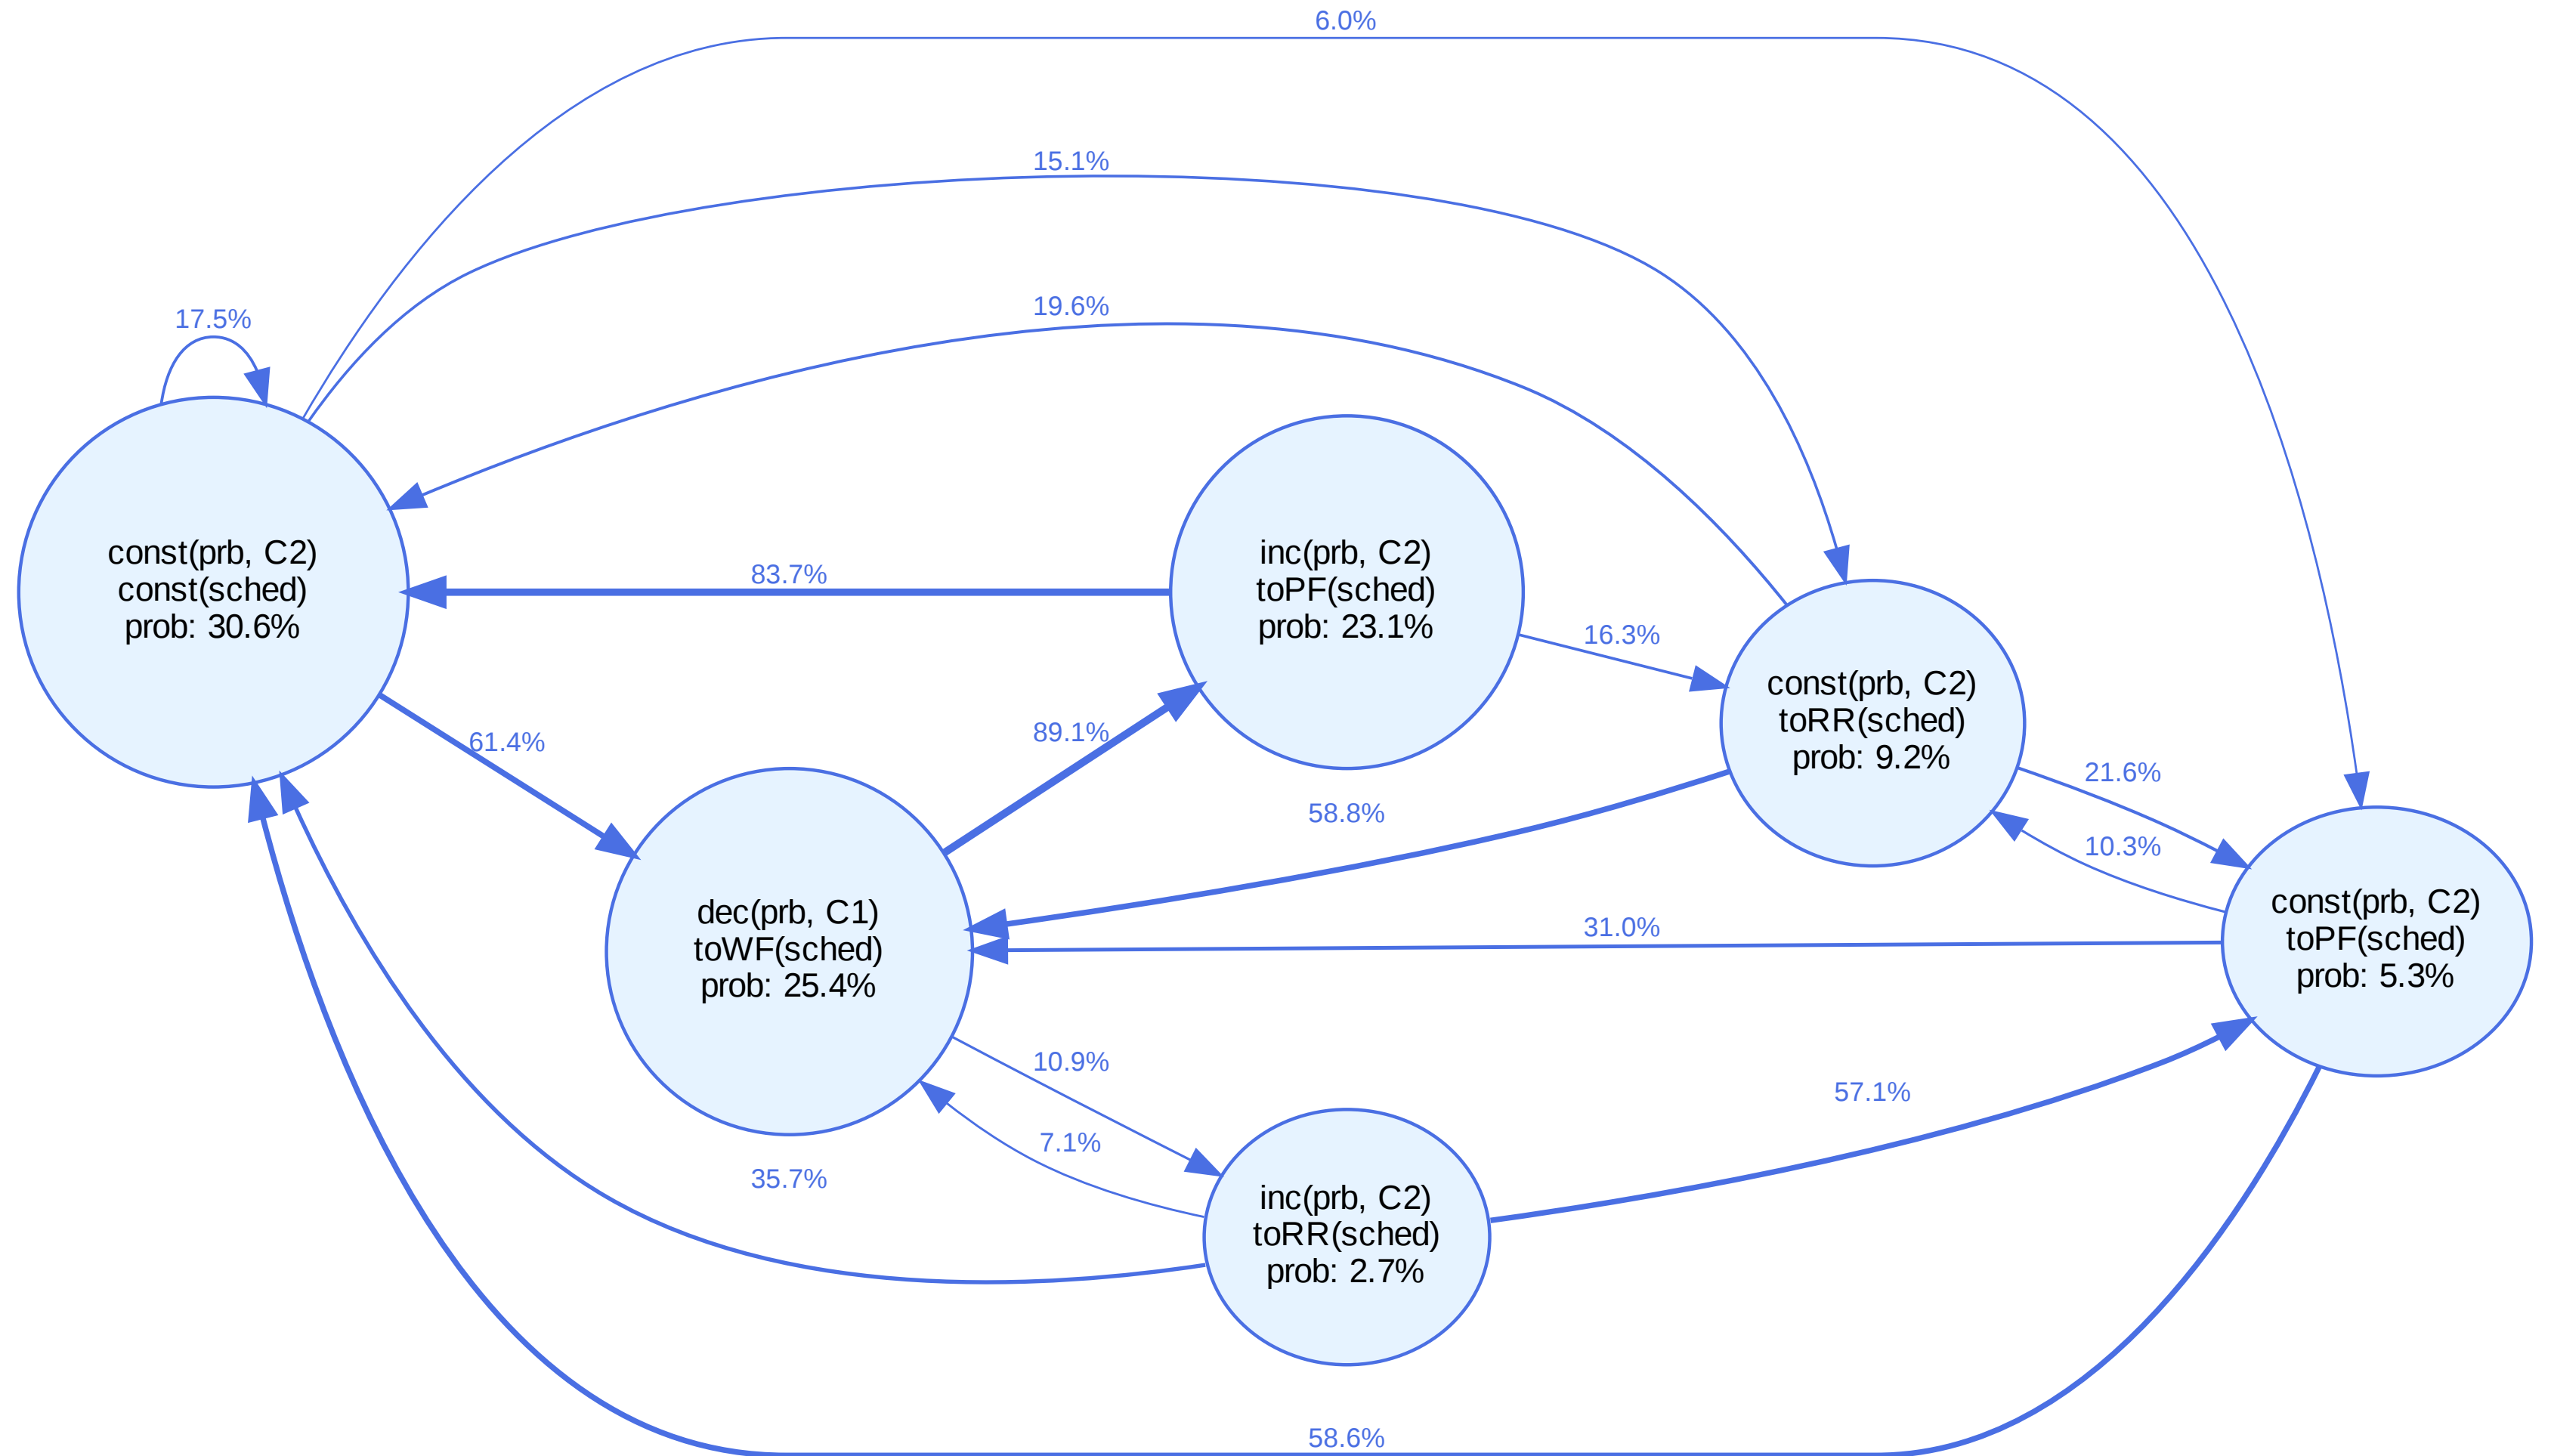 6.0%
15.1%
19.6%
17.5%
const(prb, C2)
const(sched)
prob: 30.6%
83.7%
inc(prb, C2)
toPF(sched)
prob: 23.1%
16.3%
const(prb, C2)
toRR(sched)
prob: 9.2%
61.4%
89.1%
58.8%
21.6%
10.3%
dec(prb, C1)
toWF(sched)
prob: 25.4%
31.0%
const(prb, C2)
toPF(sched)
prob: 5.3%
10.9%
7.1%
35.7%
57.1%
inc(prb, C2)
toRR(sched)
prob: 2.7%
58.6%